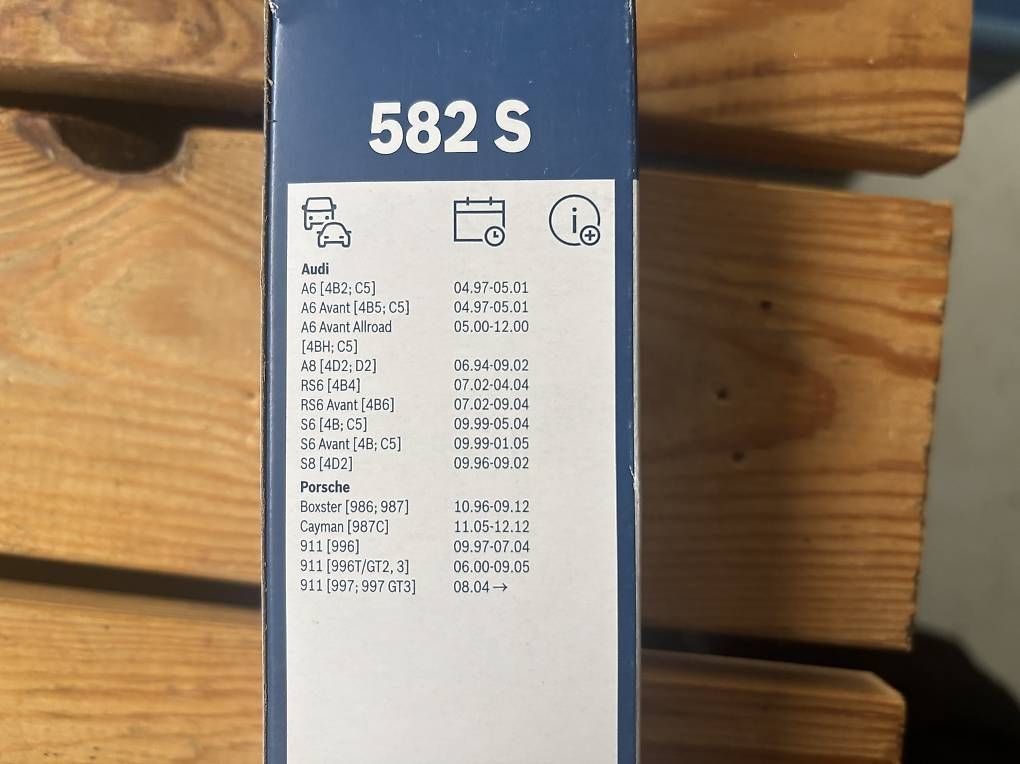 582 S
Audi
A6 [4B2; C5] 04.97-05.01
A6 Avant [4B5; C5] 04.97-05.01
A6 Avant Allroad 05.00-12.00
[4BH; C5]
A8 [4D2; D2] 06.94-09.02
RS6 [4B4] 07.02-04.04
RS6 Avant [4B6] 07.02-09.04
S6 [4B; C5] 09.99-05.04
S6 Avant [4B; C5] 09.99-01.05
S8 [4D2] 09.96-09.02
Porsche
Boxster [986; 987] 10.96-09.12
Cayman [987C] 11.05-12.12
911 [996] 09.97-07.04
911 [996T/GT2, 3] 06.00-09.05
911 [997; 997 GT3] 08.04→